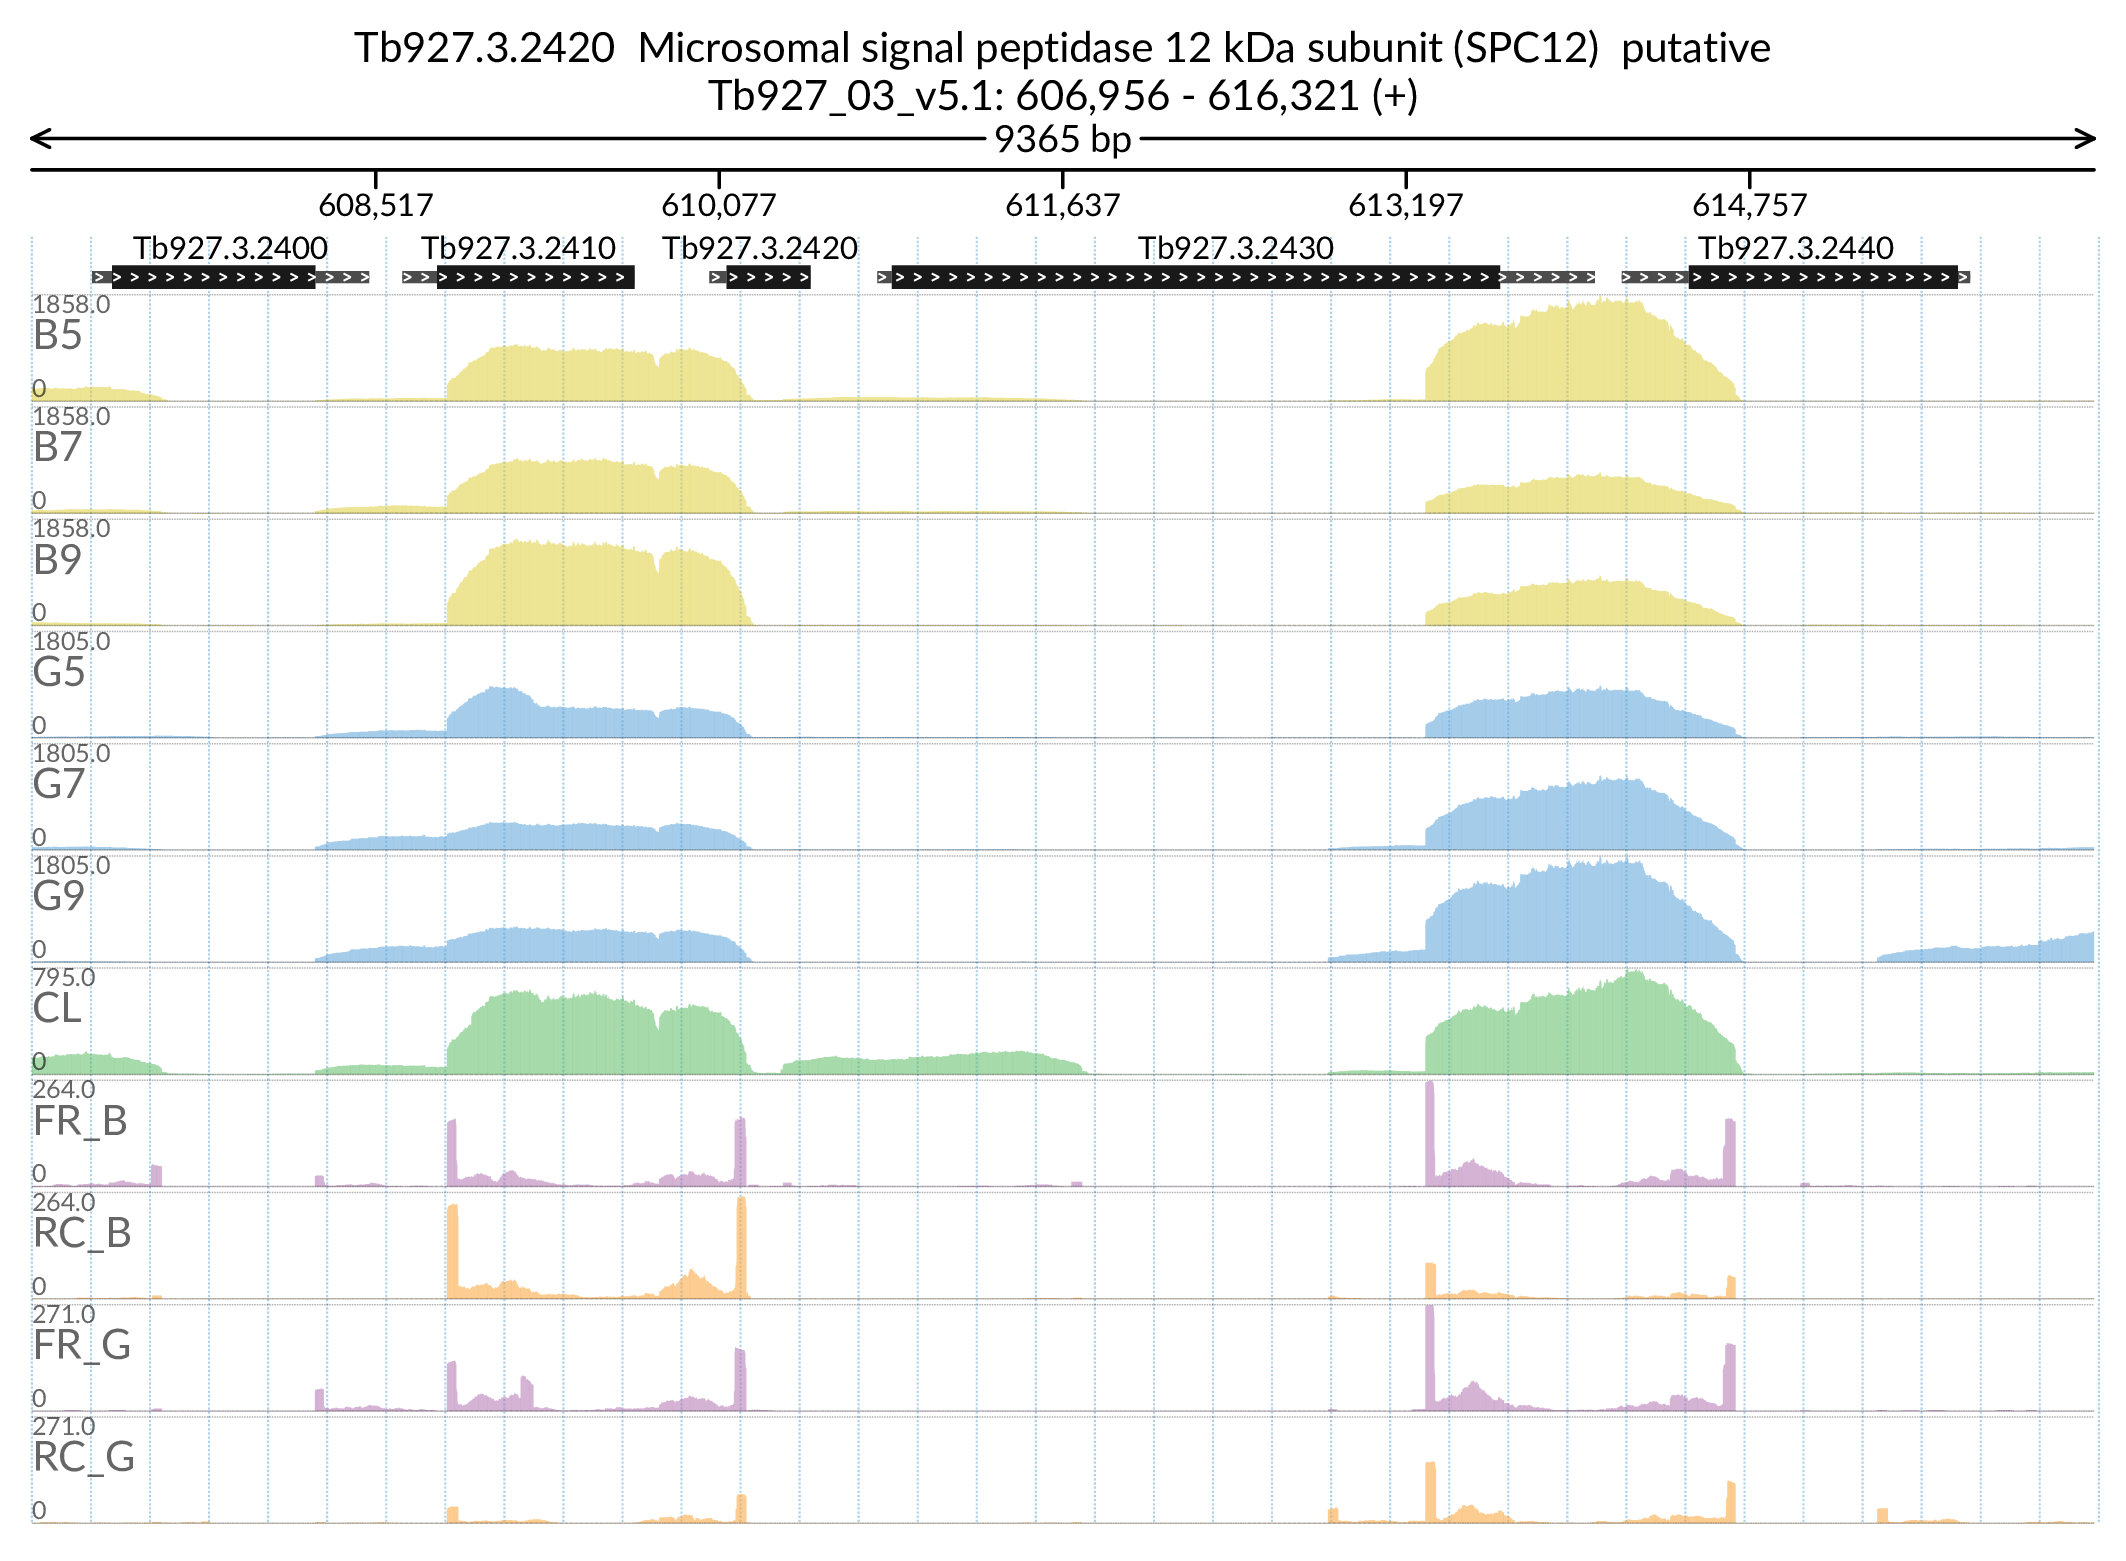 Tb927.3.2420 Microsomal signal peptidase 12 kDa subunit (SPC12) putative
Tb927_03_v5.1: 606,956 - 616,321 (+)
9365 bp
608,517 610,077 611,637 613,197 614,757
Tb927.3.2400 Tb927.3.2410 Tb927.3.2420 Tb927.3.2430 Tb927.3.2440
1858.0
B5
0
1858.0
B7
0
1858.0
B9
0
1805.0
G5
0
1805.0
G7
0
1805.0
G9
0
795.0
CL
0
264.0
FR_B
0
264.0
RC_B
0
271.0
FR_G
0
271.0
RC_G
0